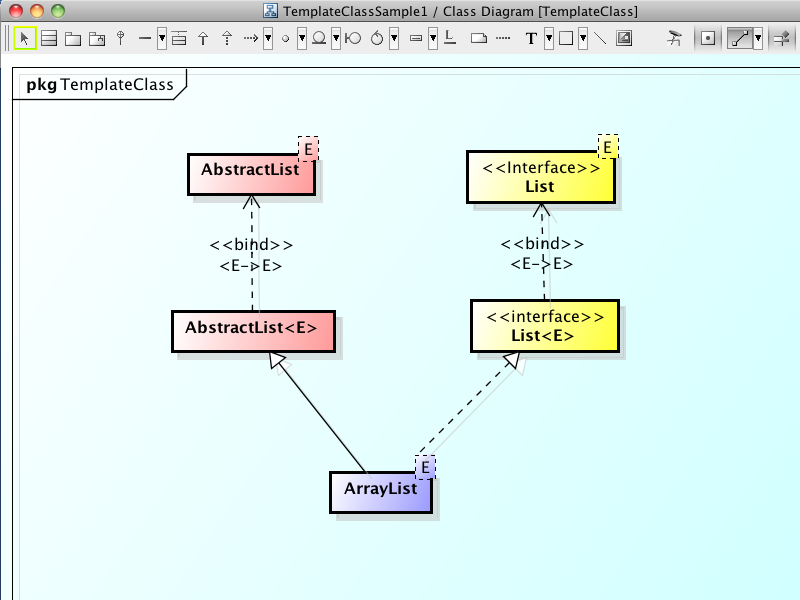 TemplateClassSample1 / Class Diagram [TemplateClass]
T
pkg TemplateClass
E
AbstractList
E
<<Interface>>
List
<<bind>>
<E->E>
<<bind>>
<E->E>
AbstractList<E>
<<interface>>
List<E>
E
ArrayList